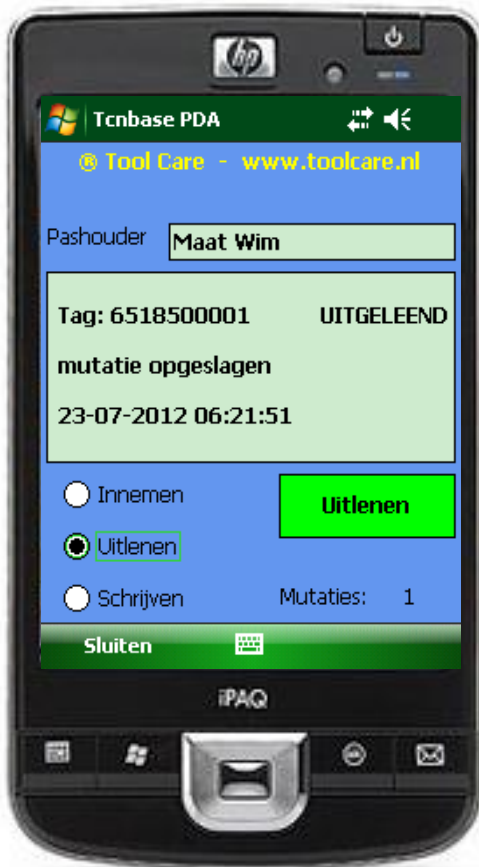 hp
Tcnbase PDA
® Tool Care - www.toolcare.nl
Pashouder Maat Wim
Tag: 6518500001 UITGELEEND
mutatie opgeslagen
23-07-2012 06:21:51
Innemen
Uitlenen
Uitlenen
Schrijven
Mutaties: 1
Sluiten
iPAQ